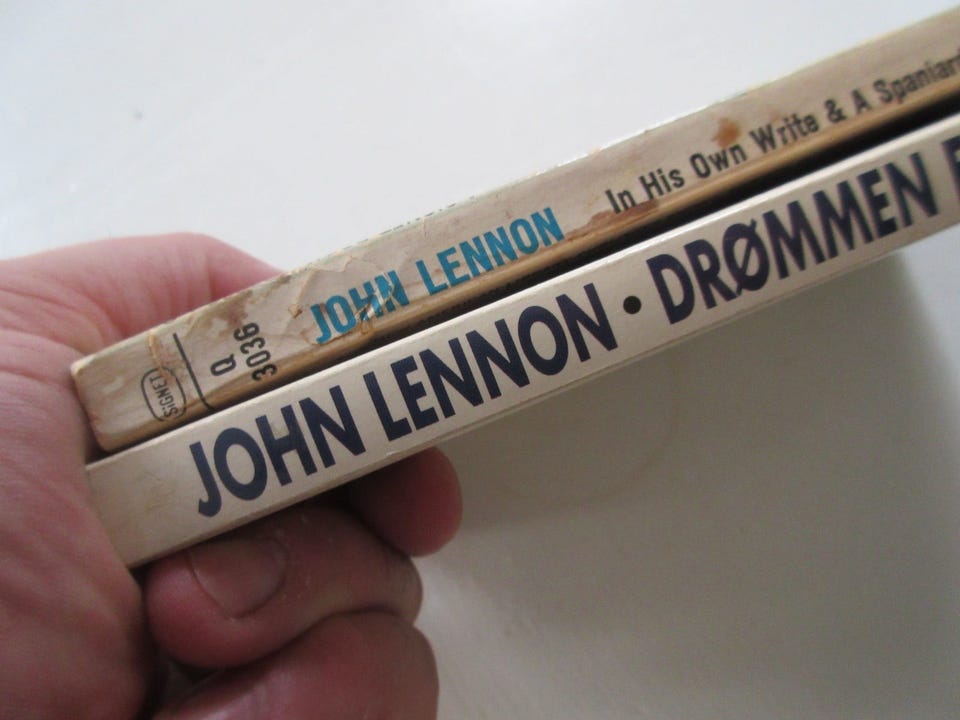 SIGNET
Q
3036
JOHN LENNON In His Own Write & A Spaniard
JOHN LENNON • DRØMMEN